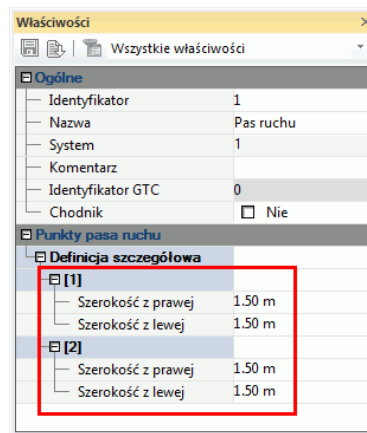 Właściwości
Wszystkie właściwości
Ogólne
Identyfikator 1
Nazwa Pas ruchu
System 1
Komentarz
Identyfikator GTC 0
Chodnik Nie
Punkty pasa ruchu
Definicja szczegółowa
[1]
Szerokość z prawej 1.50 m
Szerokość z lewej 1.50 m
[2]
Szerokość z prawej 1.50 m
Szerokość z lewej 1.50 m